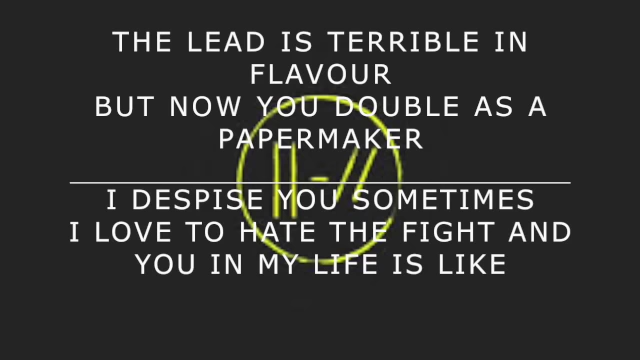 THE LEAD IS TERRIBLE IN
FLAVOUR
BUT NOW YOU DOUBLE AS A
PAPERMAKER
I DESPISE YOU SOMETIMES
I LOVE TO HATE THE FIGHT AND
YOU IN MY LIFE IS LIKE